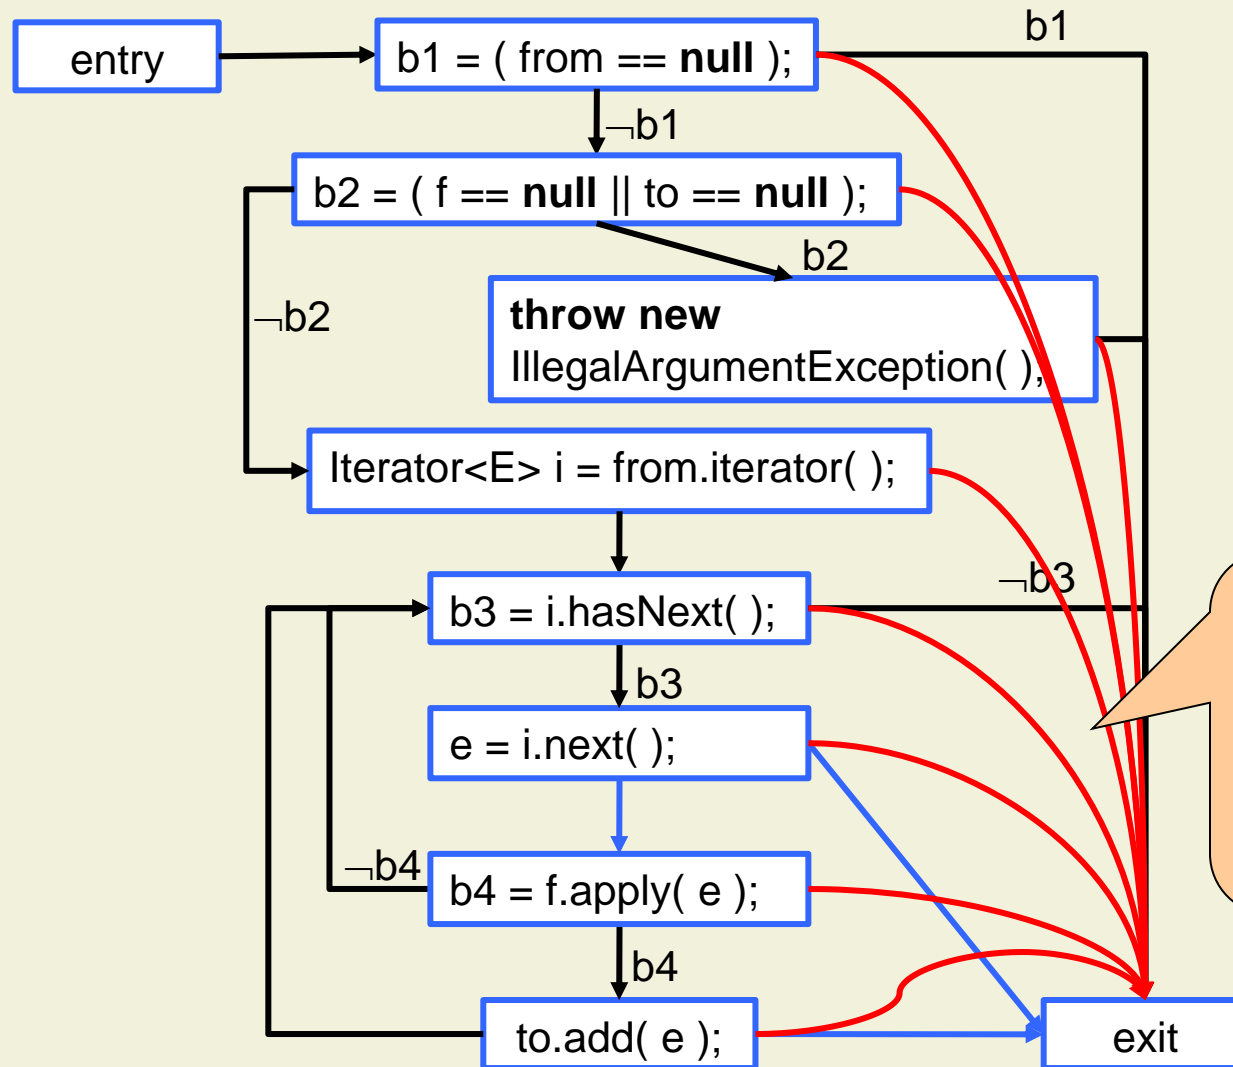 entry
b1 = ( from == null );
b1
¬b1
b2 = ( f == null || to == null );
b2
¬b2
throw new
IllegalArgumentException( );
Iterator<E> i = from.iterator( );
b3 = i.hasNext( );
¬b3
b3
e = i.next( );
¬b4
b4 = f.apply( e );
b4
to.add( e );
exit